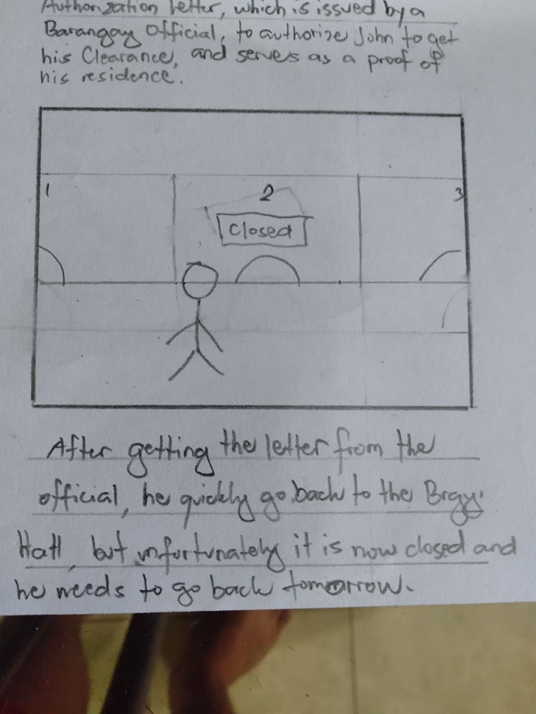 Authorization letter, which is issued by a
Barangay Official, to authorize John to get
his Clearance, and serves as a proof of
his residence.
1 2 3
Closed
After getting the letter from the
official, he quickly go back to the Brgy.
Hall, but unfortunately it is now closed and
he needs to go back tomorrow.